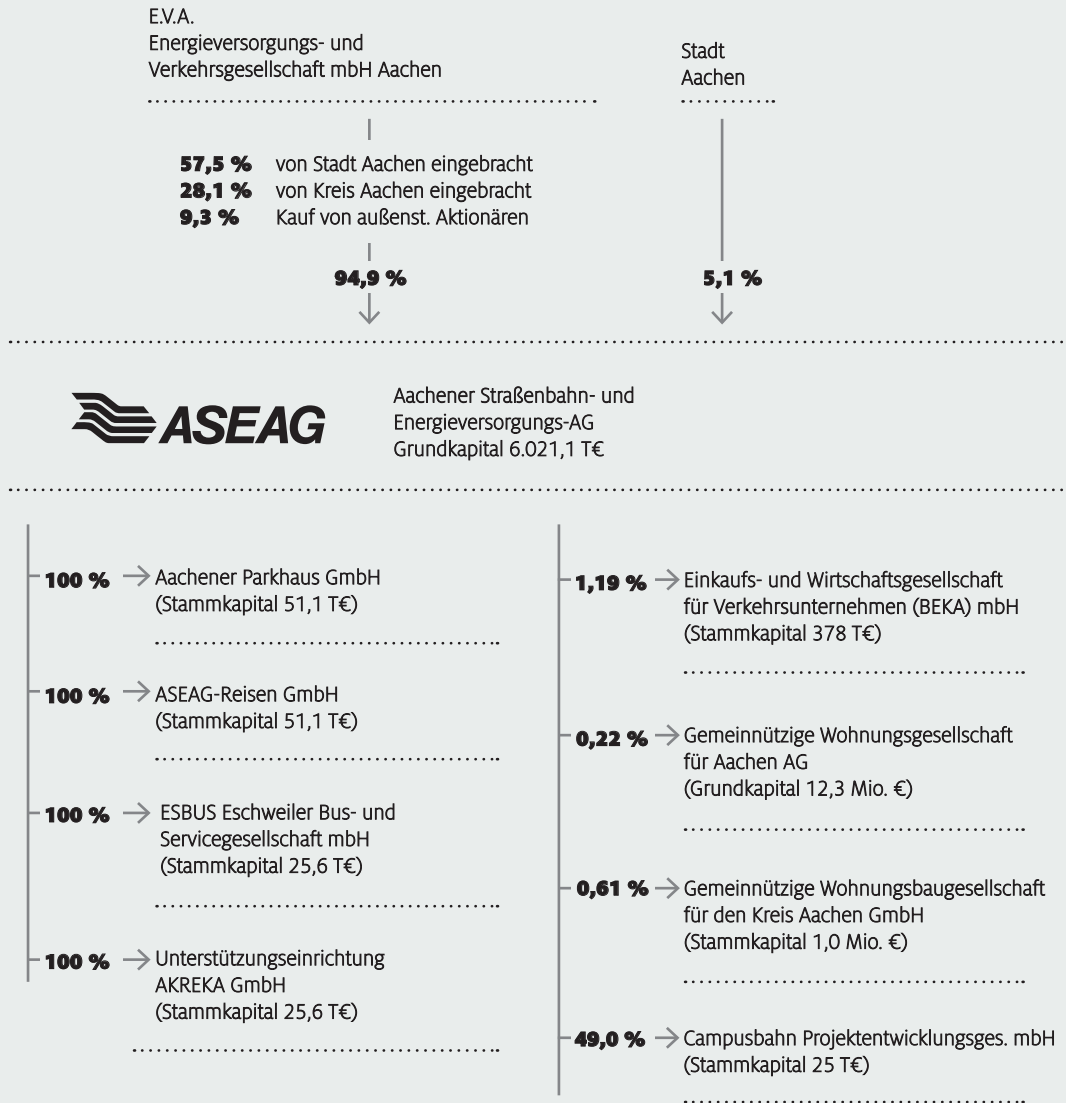 E.V.A.
Energieversorgungs- und
Verkehrsgesellschaft mbH Aachen
Stadt
Aachen
57,5 % von Stadt Aachen eingebracht
28,1 % von Kreis Aachen eingebracht
9,3 % Kauf von außenst. Aktionären
94,9 %
5,1 %
ASEAG
Aachener Straßenbahn- und
Energieversorgungs-AG
Grundkapital 6.021,1 T€
100 % Aachener Parkhaus GmbH
(Stammkapital 51,1 T€)
100 % ASEAG-Reisen GmbH
(Stammkapital 51,1 T€)
100 % ESBUS Eschweiler Bus- und
Servicegesellschaft mbH
(Stammkapital 25,6 T€)
100 % Unterstützungseinrichtung
AKREKA GmbH
(Stammkapital 25,6 T€)
1,19 % Einkaufs- und Wirtschaftsgesellschaft
für Verkehrsunternehmen (BEKA) mbH
(Stammkapital 378 T€)
0,22 % Gemeinnützige Wohnungsgesellschaft
für Aachen AG
(Grundkapital 12,3 Mio. €)
0,61 % Gemeinnützige Wohnungsbaugesellschaft
für den Kreis Aachen GmbH
(Stammkapital 1,0 Mio. €)
49,0 % Campusbahn Projektentwicklungsges. mbH
(Stammkapital 25 T€)